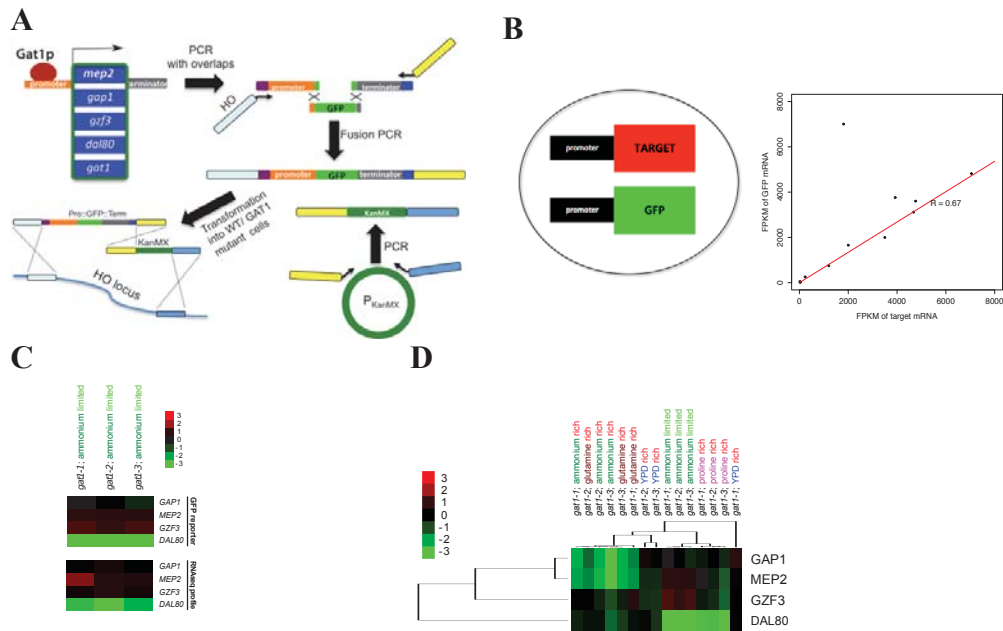 A
Gat1p
promoter
terminator
mep2
gap1
gzf3
dal80
gat1
PCR
with overlaps
HO
promoter
terminator
GFP
Fusion PCR
promoter
GFP
terminator
Transformation
into WT/ GAT1
mutant cells
Pro::GFP::Term
KanMX
HO locus
KanMX
PCR
PKanMX
B
promoter
TARGET
promoter
GFP
FPKM of GFP mRNA
0
2000
4000
6000
R = 0.67
0
2000
4000
6000
8000
FPKM of target mRNA
C
gat1-1; ammonium limited
gat1-2; ammonium limited
gat1-3; ammonium limited
3
2
1
0
-1
-2
-3
GAP1
MEP2
GZF3
DAL80
GFP reporter
GAP1
MEP2
GZF3
DAL80
RNAseq profile
D
3
2
1
0
-1
-2
-3
gat1-1; ammonium rich
gat1-2; glutamine rich
gat1-2; ammonium rich
gat1-3; ammonium rich
gat1-3; glutamine rich
gat1-1; glutamine rich
gat1-2; YPD rich
gat1-3; YPD rich
gat1-1; ammonium limited
gat1-2; ammonium limited
gat1-3; ammonium limited
gat1-1; proline rich
gat1-2; proline rich
gat1-3; proline rich
gat1-1; YPD rich
GAP1
MEP2
GZF3
DAL80